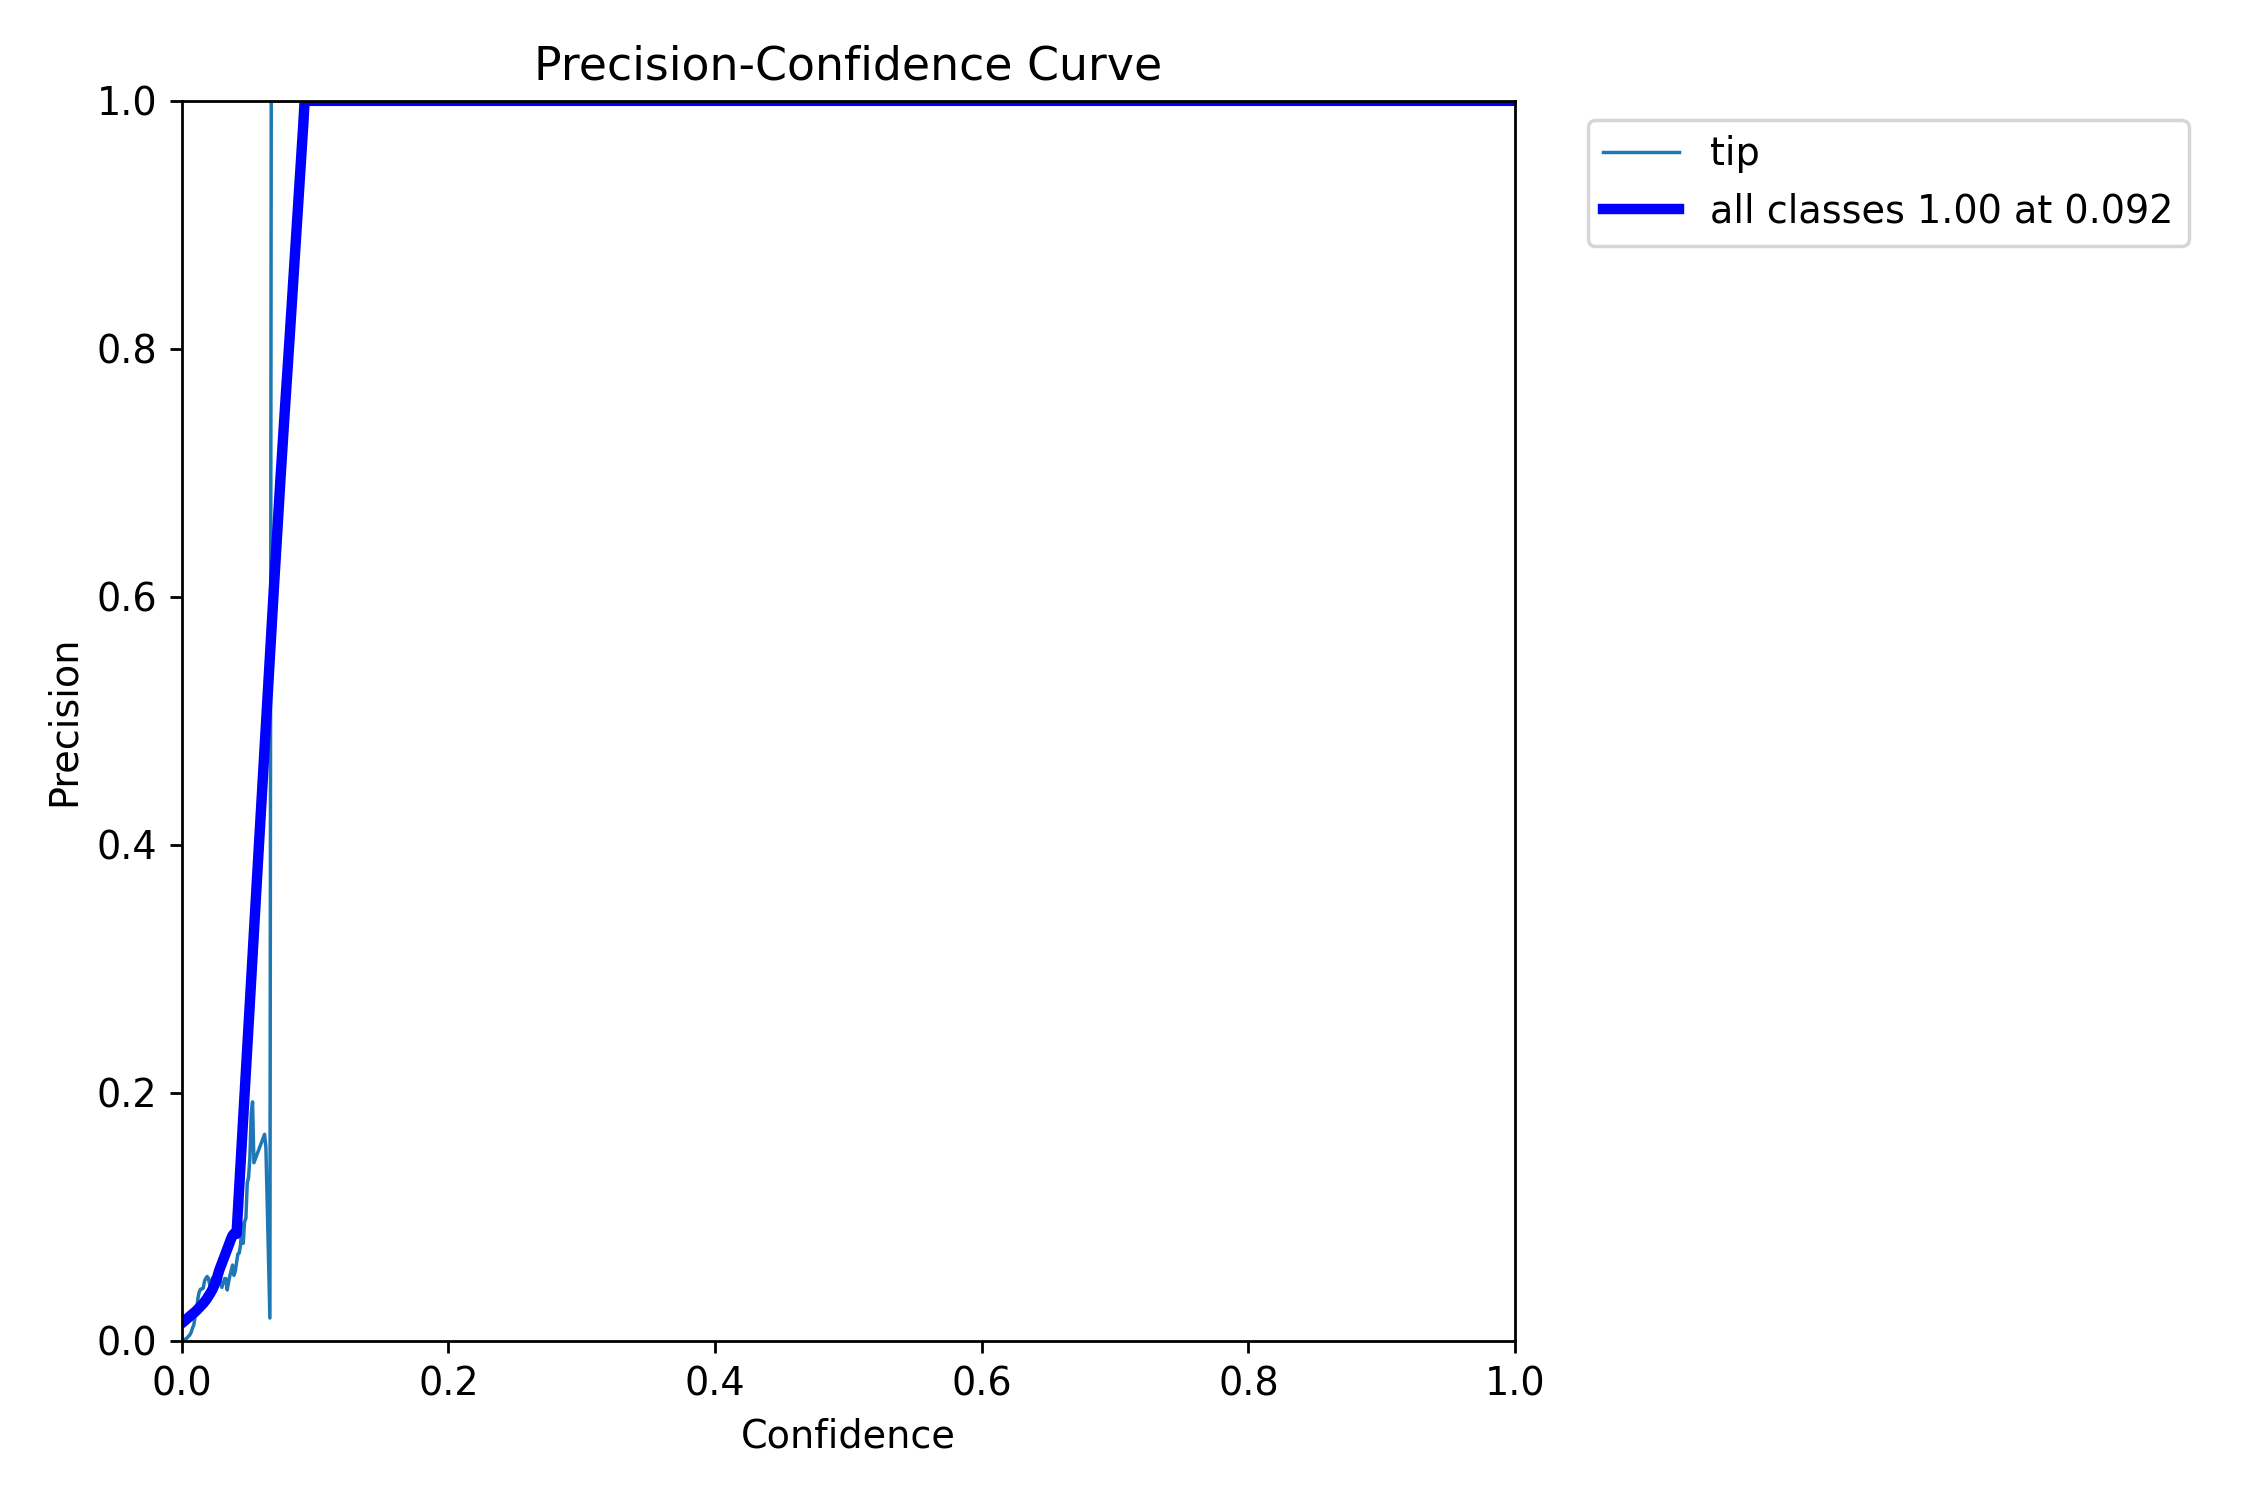 Precision-Confidence Curve
1.0
0.8
0.6
0.4
0.2
0.0
Precision
0.0 0.2 0.4 0.6 0.8 1.0
Confidence
tip
all classes 1.00 at 0.092